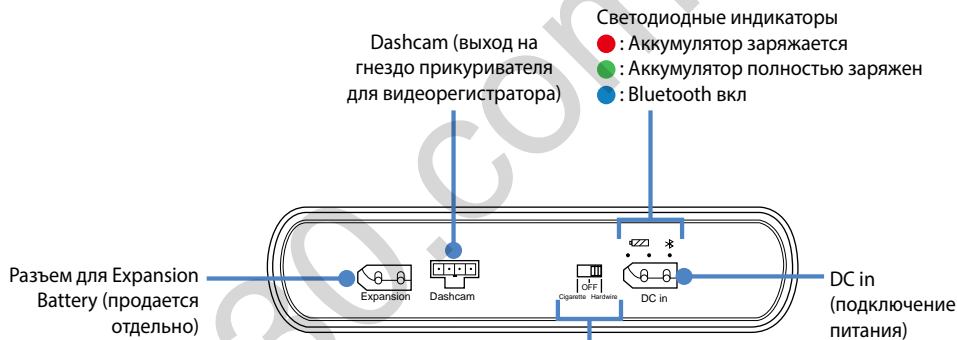 Светодиодные индикаторы
: Аккумулятор заряжается
: Аккумулятор полностью заряжен
: Bluetooth вкл
Dashcam (выход на
гнездо прикуривателя
для видеорегистратора)
Разъем для Expansion
Battery (продается
отдельно)
Expansion
Dashcam
OFF
Cigarette Hardwire
DC in
DC in
(подключение
питания)